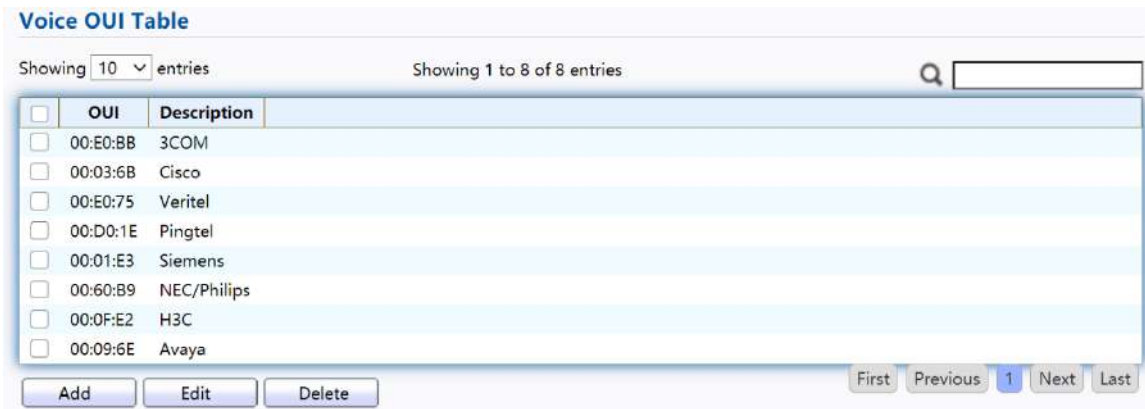 Voice OUI Table
Showing 10 entries Showing 1 to 8 of 8 entries
OUI Description
00:E0:BB 3COM
00:03:6B Cisco
00:E0:75 Veritel
00:D0:1E Pingtel
00:01:E3 Siemens
00:60:B9 NEC/Philips
00:0F:E2 H3C
00:09:6E Avaya
Add Edit Delete First Previous 1 Next Last